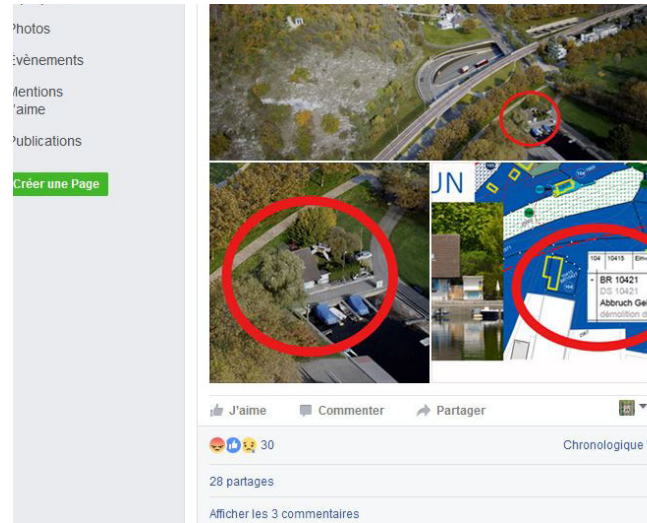 Photos
Evènements
Mentions
J'aime
Publications
Créer une Page
UN
104 10415
- BR 10421
DS 10421
Abbruch
démolition
J'aime Commenter Partager
30 Chronologique
28 partages
Afficher les 3 commentaires